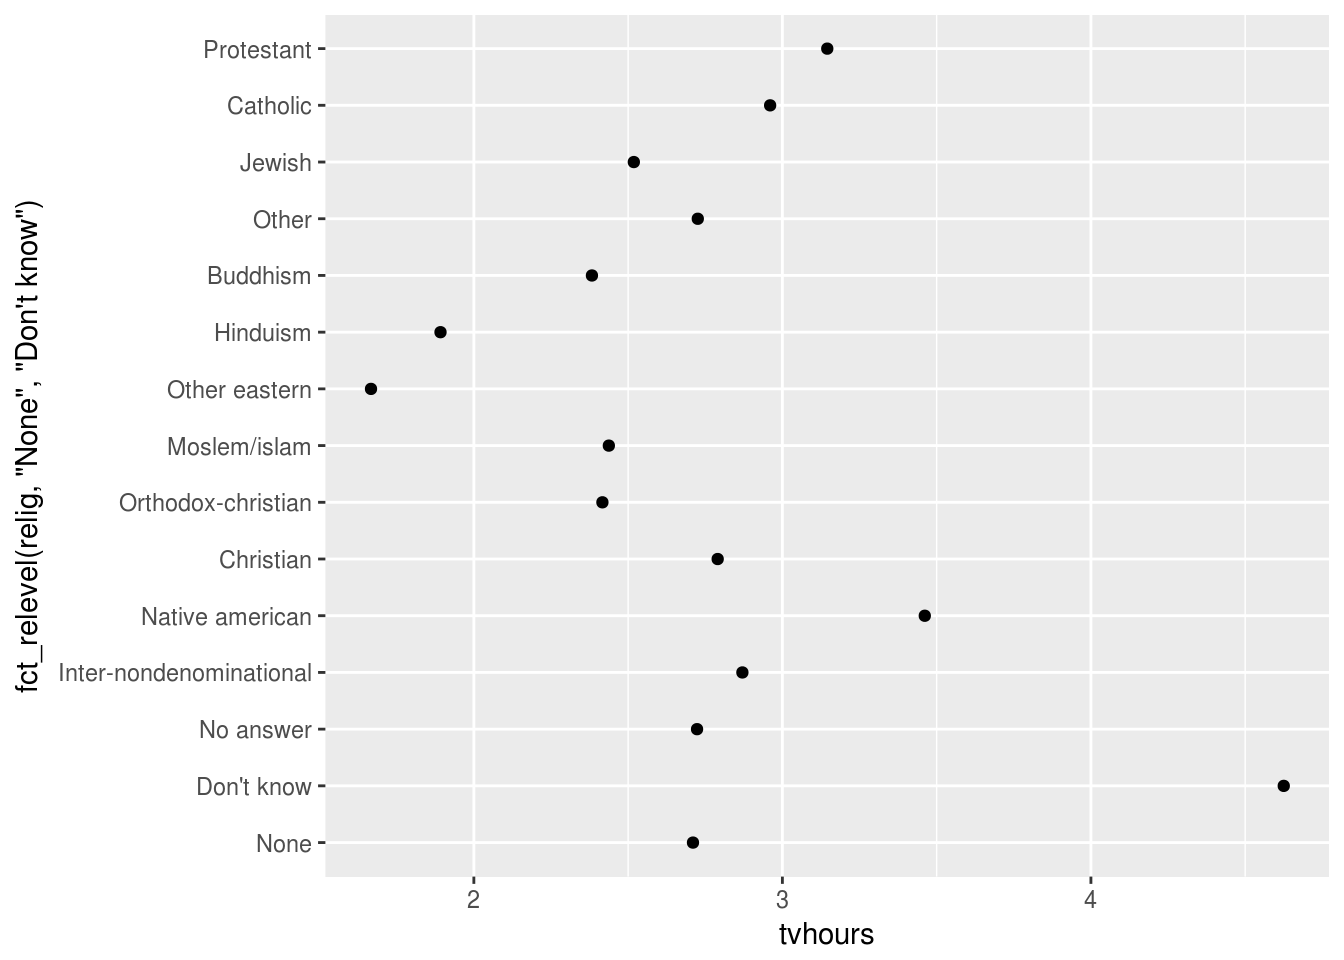 Protestant
Catholic
Jewish
Other
Buddhism
Hinduism
Other eastern
Moslem/islam
Orthodox-christian
Christian
Native american
Inter-nondenominational
No answer
Don't know
None
fct_relevel(relig, "None", "Don't know")
2 3 4
tvhours